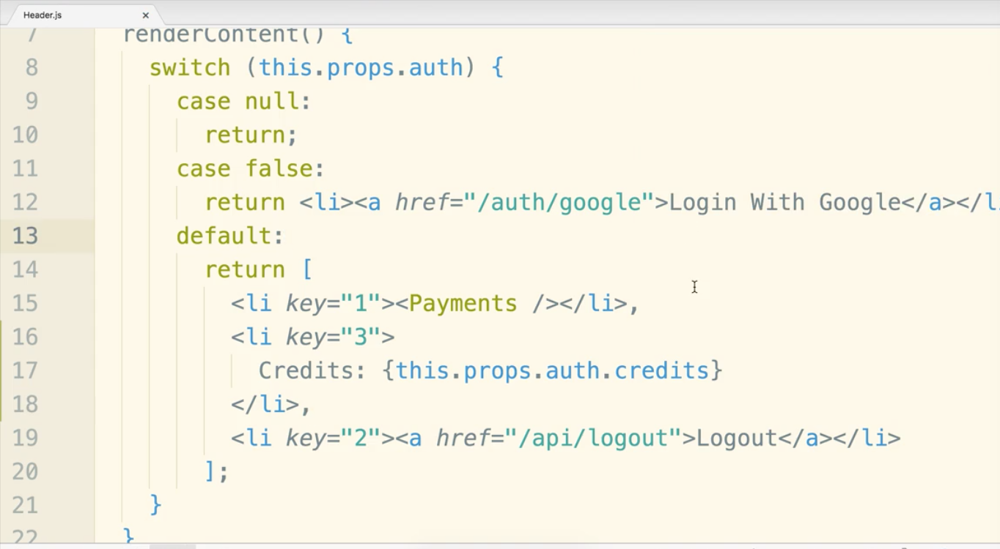 Header.js
7 renderContent() {
8 switch (this.props.auth) {
9 case null:
10 return;
11 case false:
12 return <li><a href="/auth/google">Login With Google</a></l
13 default:
14 return [
15 <li key="1"><Payments /></li>,
16 <li key="3">
17 Credits: {this.props.auth.credits}
18 </li>,
19 <li key="2"><a href="/api/logout">Logout</a></li>
20 ];
21 }
22 }